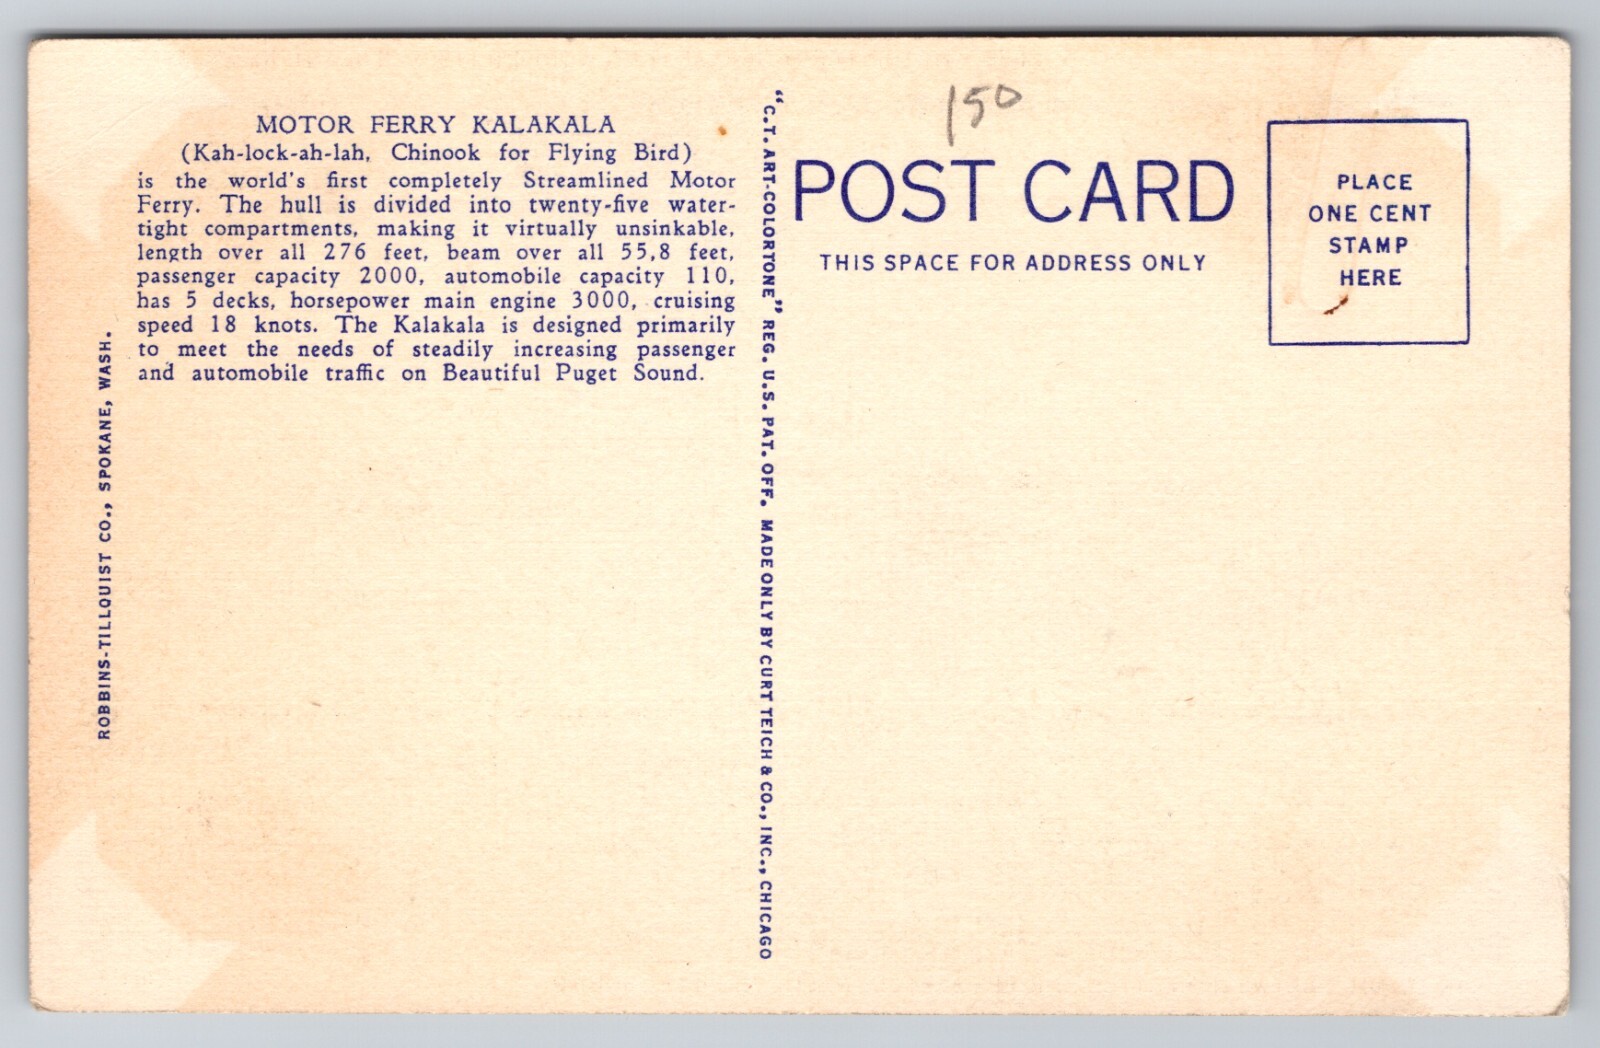 MOTOR FERRY KALAKALA
(Kah-lock-ah-lah, Chinook for Flying Bird)
is the world's first completely Streamlined Motor
Ferry. The hull is divided into twenty-five water-
tight compartments, making it virtually unsinkable,
length over all 276 feet, beam over all 55,8 feet,
passenger capacity 2000, automobile capacity 110,
has 5 decks, horsepower main engine 3000, cruising
speed 18 knots. The Kalakala is designed primarily
to meet the needs of steadily increasing passenger
and automobile traffic on Beautiful Puget Sound.
ROBBINS-TILLQUIST CO., SPOKANE, WASH.
"C.T. ART-COLORTONE" REG. U.S. PAT. OFF. MADE ONLY BY CURT TEICH & CO., INC., CHICAGO
150
POST CARD
THIS SPACE FOR ADDRESS ONLY
PLACE
ONE CENT
STAMP
HERE